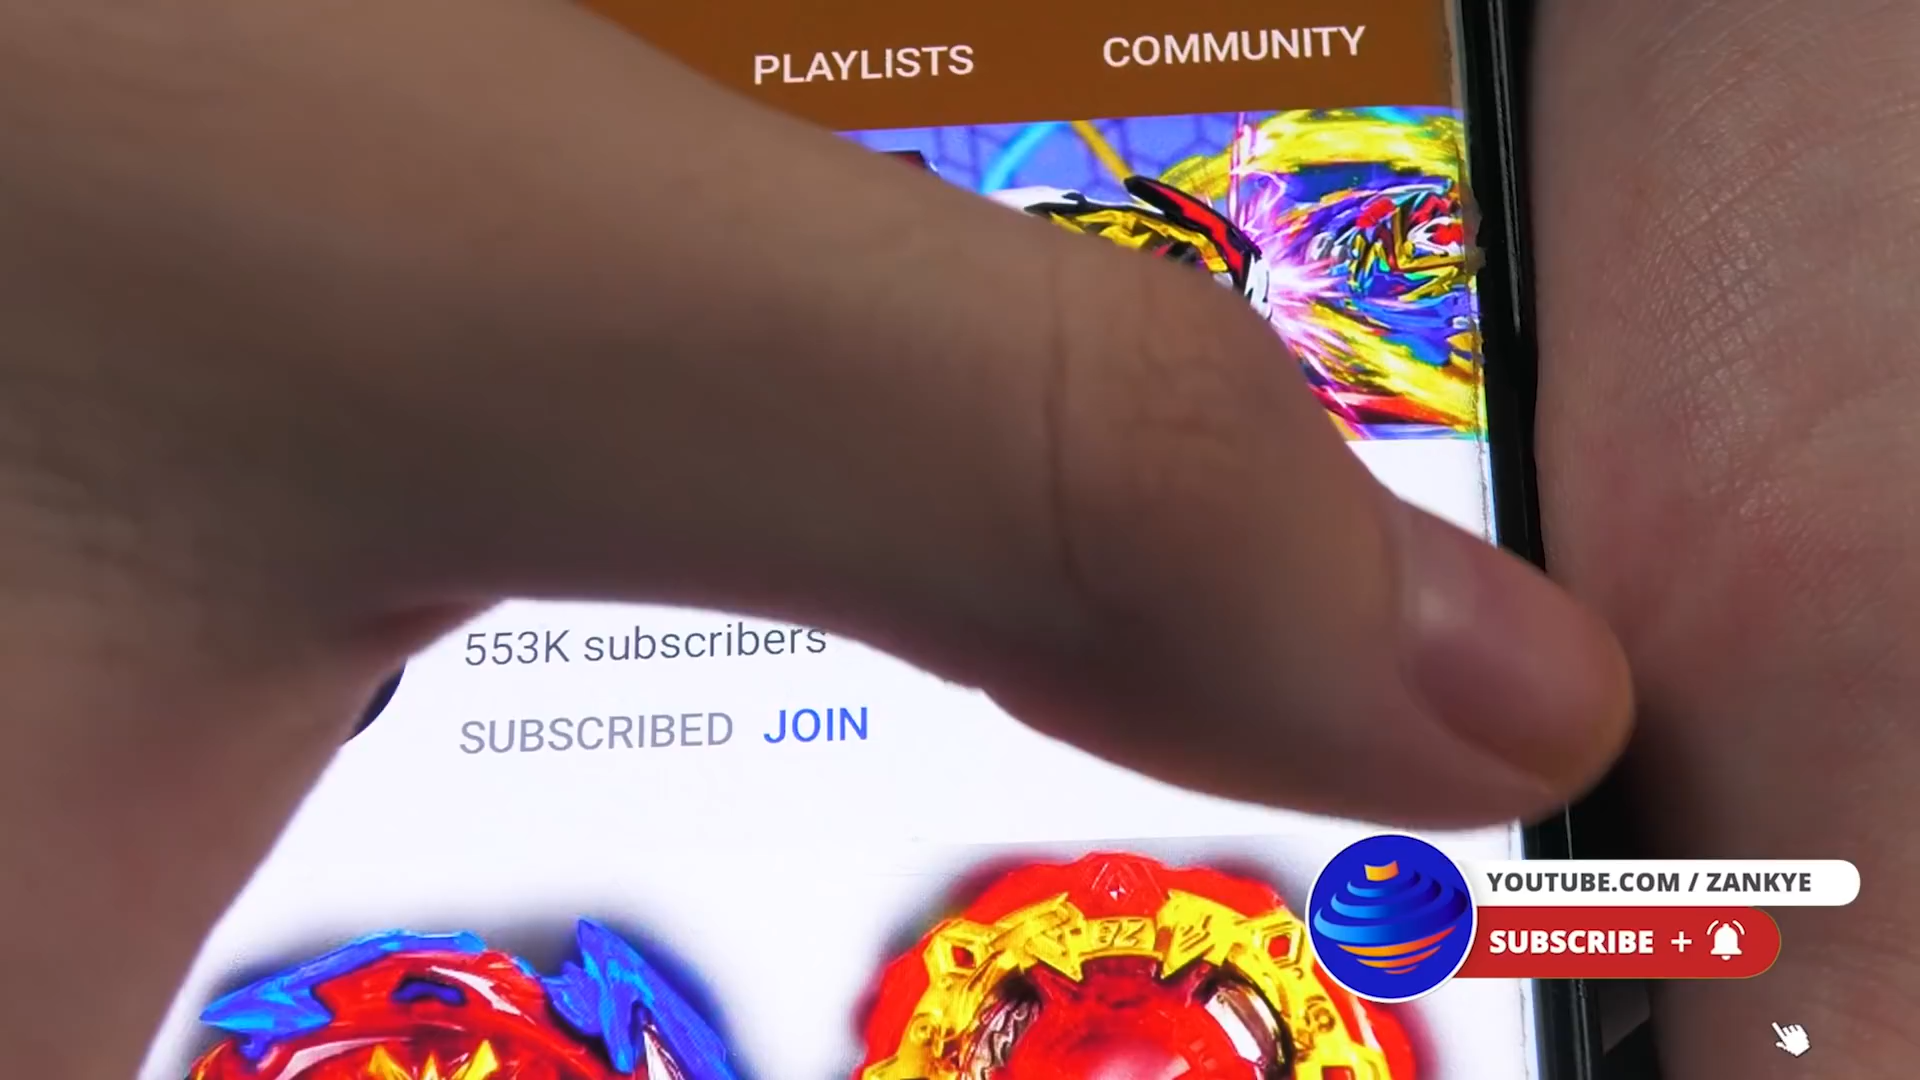 PLAYLISTS COMMUNITY
553K subscribers
SUBSCRIBED JOIN
YOUTUBE.COM / ZANKYE
SUBSCRIBE +